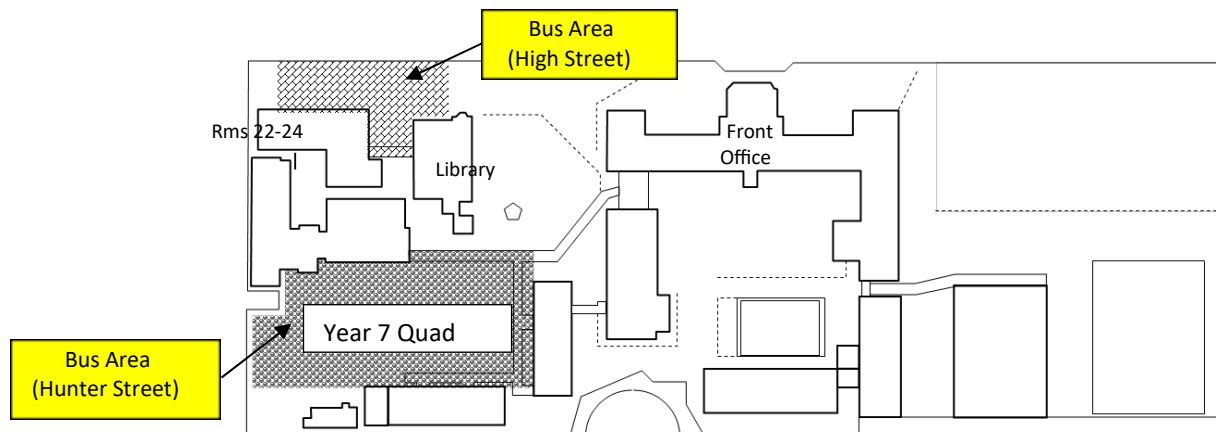 Bus Area
(High Street)
Rms 22-24
Front
Office
Library
Year 7 Quad
Bus Area
(Hunter Street)